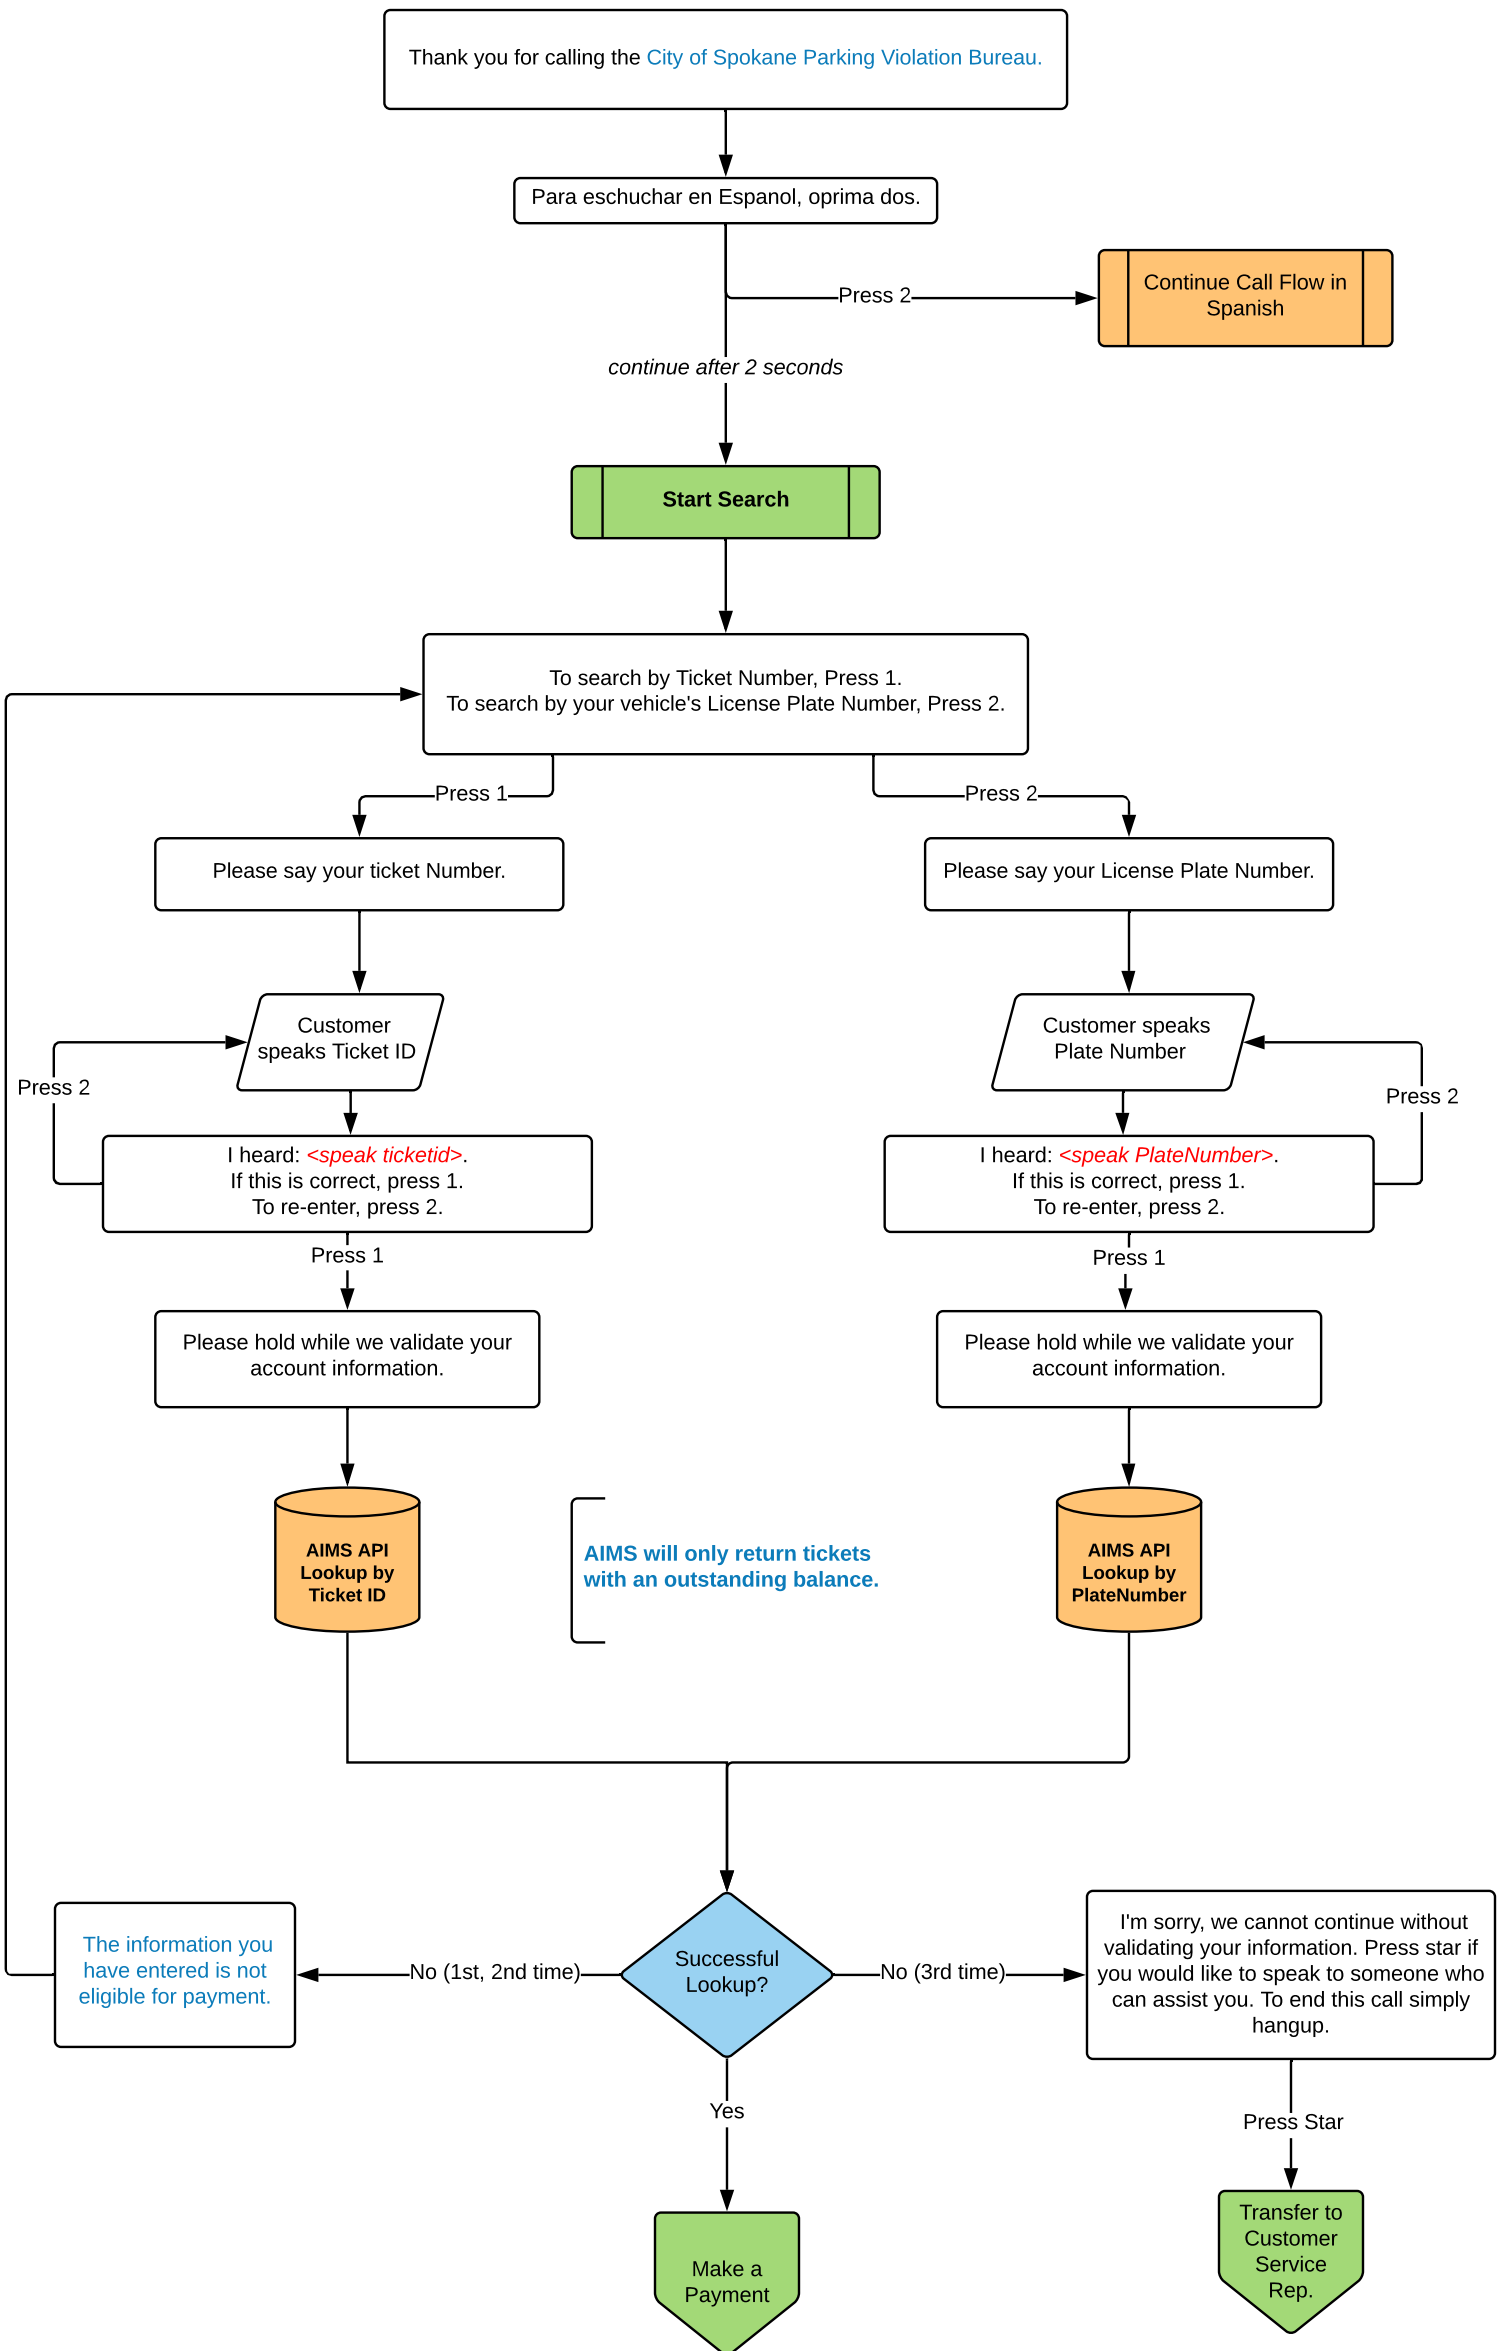 Thank you for calling the City of Spokane Parking Violation Bureau.
Para eschuchar en Espanol, oprima dos.
Press 2
Continue Call Flow in
Spanish
continue after 2 seconds
Start Search
To search by Ticket Number, Press 1.
To search by your vehicle's License Plate Number, Press 2.
Press 1
Press 2
Please say your ticket Number.
Please say your License Plate Number.
Customer
speaks Ticket ID
Customer speaks
Plate Number
Press 2
Press 2
I heard: <speak ticketid>.
If this is correct, press 1.
To re-enter, press 2.
I heard: <speak PlateNumber>.
If this is correct, press 1.
To re-enter, press 2.
Press 1
Press 1
Please hold while we validate your
account information.
Please hold while we validate your
account information.
AIMS API
Lookup by
Ticket ID
AIMS will only return tickets
with an outstanding balance.
AIMS API
Lookup by
PlateNumber
The information you
have entered is not
eligible for payment.
No (1st, 2nd time)
Successful
Lookup?
No (3rd time)
I'm sorry, we cannot continue without
validating your information. Press star if
you would like to speak to someone who
can assist you. To end this call simply
hangup.
Yes
Press Star
Make a
Payment
Transfer to
Customer
Service
Rep.